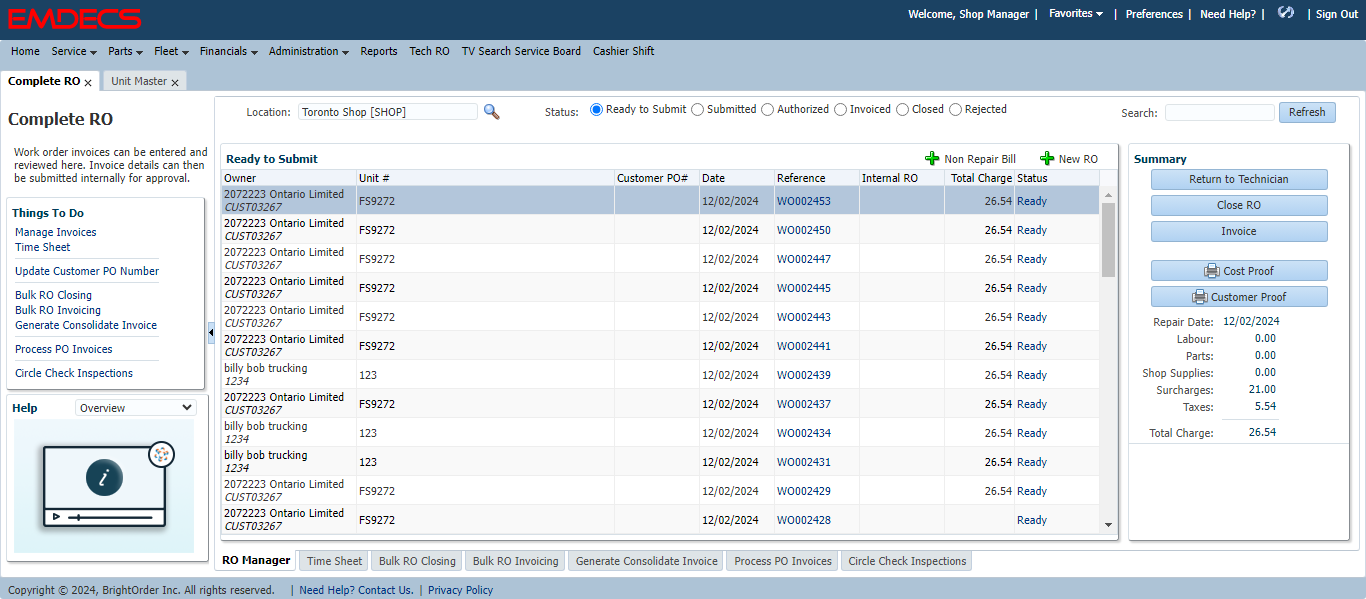 EMDECS
Welcome, Shop Manager | Favorites | Preferences | Need Help? | | Sign Out
Home Service Parts Fleet Financials Administration Reports Tech RO TV Search Service Board Cashier Shift
Complete RO x Unit Master x
Complete RO
Work order invoices can be entered and
reviewed here. Invoice details can then
be submitted internally for approval.
Things To Do
Manage Invoices
Time Sheet
Update Customer PO Number
Bulk RO Closing
Bulk RO Invoicing
Generate Consolidate Invoice
Process PO Invoices
Circle Check Inspections
Help Overview
i
Location: Toronto Shop [SHOP] Status: Ready to Submit Submitted Authorized Invoiced Closed Rejected Search: Refresh
Ready to Submit Non Repair Bill New RO
Owner Unit # Customer PO# Date Reference Internal RO Total Charge Status
2072223 Ontario Limited
CUST03267 FS9272 12/02/2024 WO002453 26.54 Ready
2072223 Ontario Limited
CUST03267 FS9272 12/02/2024 WO002450 26.54 Ready
2072223 Ontario Limited
CUST03267 FS9272 12/02/2024 WO002447 26.54 Ready
2072223 Ontario Limited
CUST03267 FS9272 12/02/2024 WO002445 26.54 Ready
2072223 Ontario Limited
CUST03267 FS9272 12/02/2024 WO002443 26.54 Ready
2072223 Ontario Limited
CUST03267 FS9272 12/02/2024 WO002441 26.54 Ready
billy bob trucking
1234 123 12/02/2024 WO002439 26.54 Ready
2072223 Ontario Limited
CUST03267 FS9272 12/02/2024 WO002437 26.54 Ready
billy bob trucking
1234 123 12/02/2024 WO002434 26.54 Ready
billy bob trucking
1234 123 12/02/2024 WO002431 26.54 Ready
2072223 Ontario Limited
CUST03267 FS9272 12/02/2024 WO002429 26.54 Ready
2072223 Ontario Limited
CUST03267 FS9272 12/02/2024 WO002428 Ready
Summary
Return to Technician
Close RO
Invoice
Cost Proof
Customer Proof
Repair Date: 12/02/2024
Labour: 0.00
Parts: 0.00
Shop Supplies: 0.00
Surcharges: 21.00
Taxes: 5.54
Total Charge: 26.54
RO Manager Time Sheet Bulk RO Closing Bulk RO Invoicing Generate Consolidate Invoice Process PO Invoices Circle Check Inspections
Copyright © 2024, BrightOrder Inc. All rights reserved. | Need Help? Contact Us. | Privacy Policy